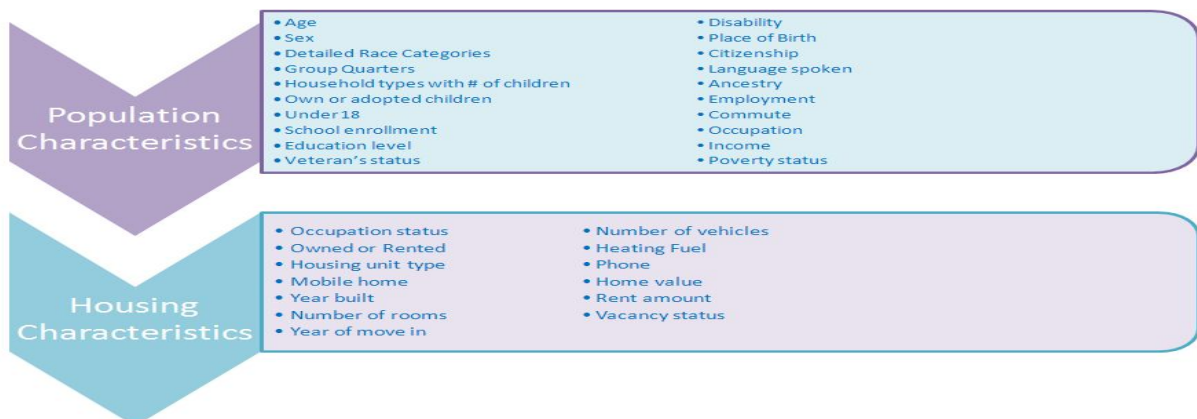 Population
Characteristics
• Age
• Sex
• Detailed Race Categories
• Group Quarters
• Household types with # of children
• Own or adopted children
• Under 18
• School enrollment
• Education level
• Veteran's status
• Disability
• Place of Birth
• Citizenship
• Language spoken
• Ancestry
• Employment
• Commute
• Occupation
• Income
• Poverty status
Housing
Characteristics
• Occupation status
• Owned or Rented
• Housing unit type
• Mobile home
• Year built
• Number of rooms
• Year of move in
• Number of vehicles
• Heating Fuel
• Phone
• Home value
• Rent amount
• Vacancy status